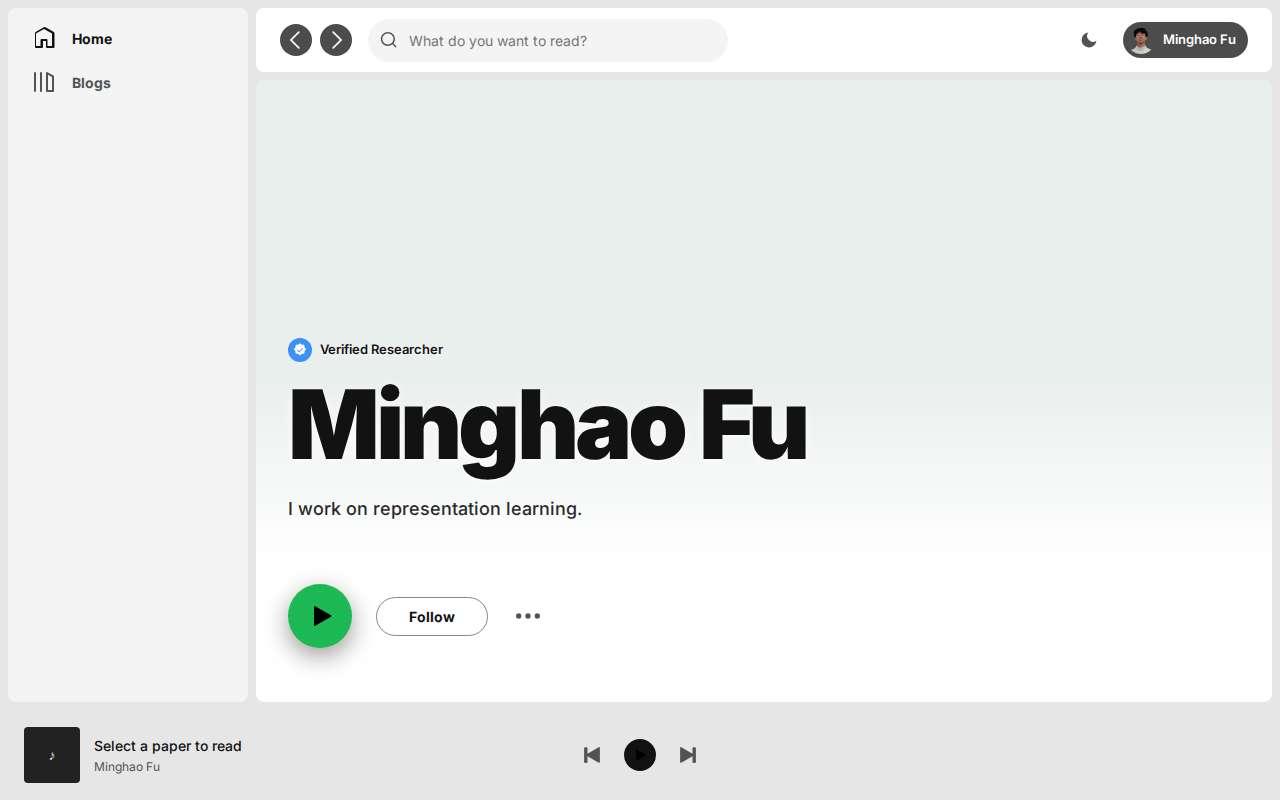 Home
Blogs
What do you want to read?
Minghao Fu
Verified Researcher
Minghao Fu
I work on representation learning.
Follow
Select a paper to read
Minghao Fu